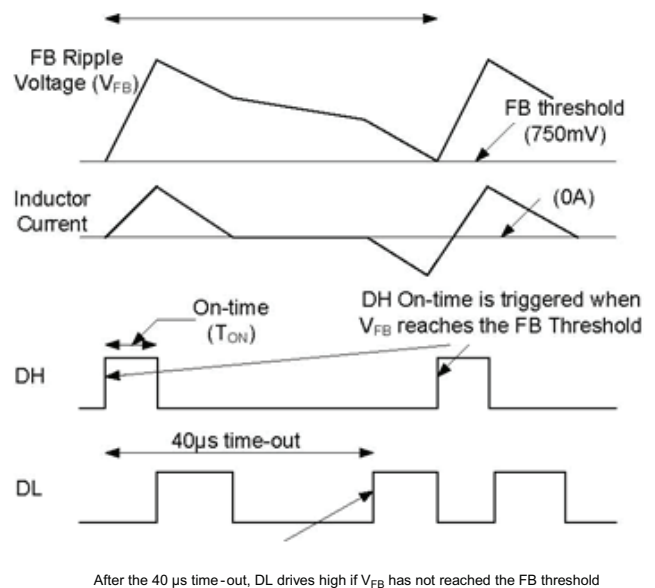 FB Ripple
Voltage (VFB)
FB threshold
(750mV)
Inductor
Current
(0A)
On-time
(TON)
DH On-time is triggered when
VFB reaches the FB Threshold
DH
40µs time-out
DL
After the 40 µs time-out, DL drives high if VFB has not reached the FB threshold